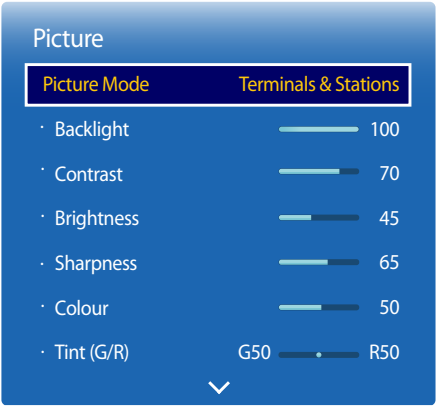 Picture
Picture Mode Terminals & Stations
· Backlight 100
· Contrast 70
· Brightness 45
· Sharpness 65
· Colour 50
· Tint (G/R) G50 R50